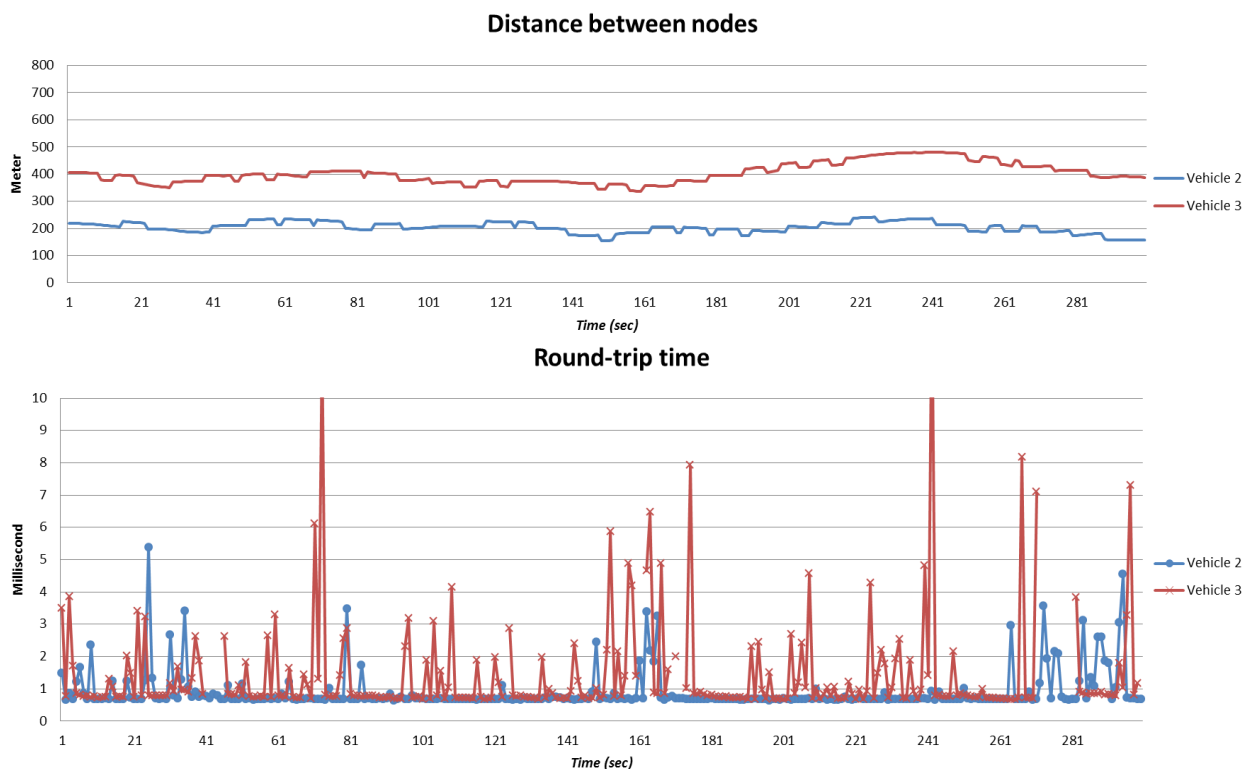 Distance between nodes
800
700
600
500
400
300
200
100
0
Meter
1 21 41 61 81 101 121 141 161 181 201 221 241 261 281
Time (sec)
Vehicle 2
Vehicle 3
Round-trip time
10
9
8
7
6
5
4
3
2
1
0
Millisecond
1 21 41 61 81 101 121 141 161 181 201 221 241 261 281
Time (sec)
Vehicle 2
Vehicle 3